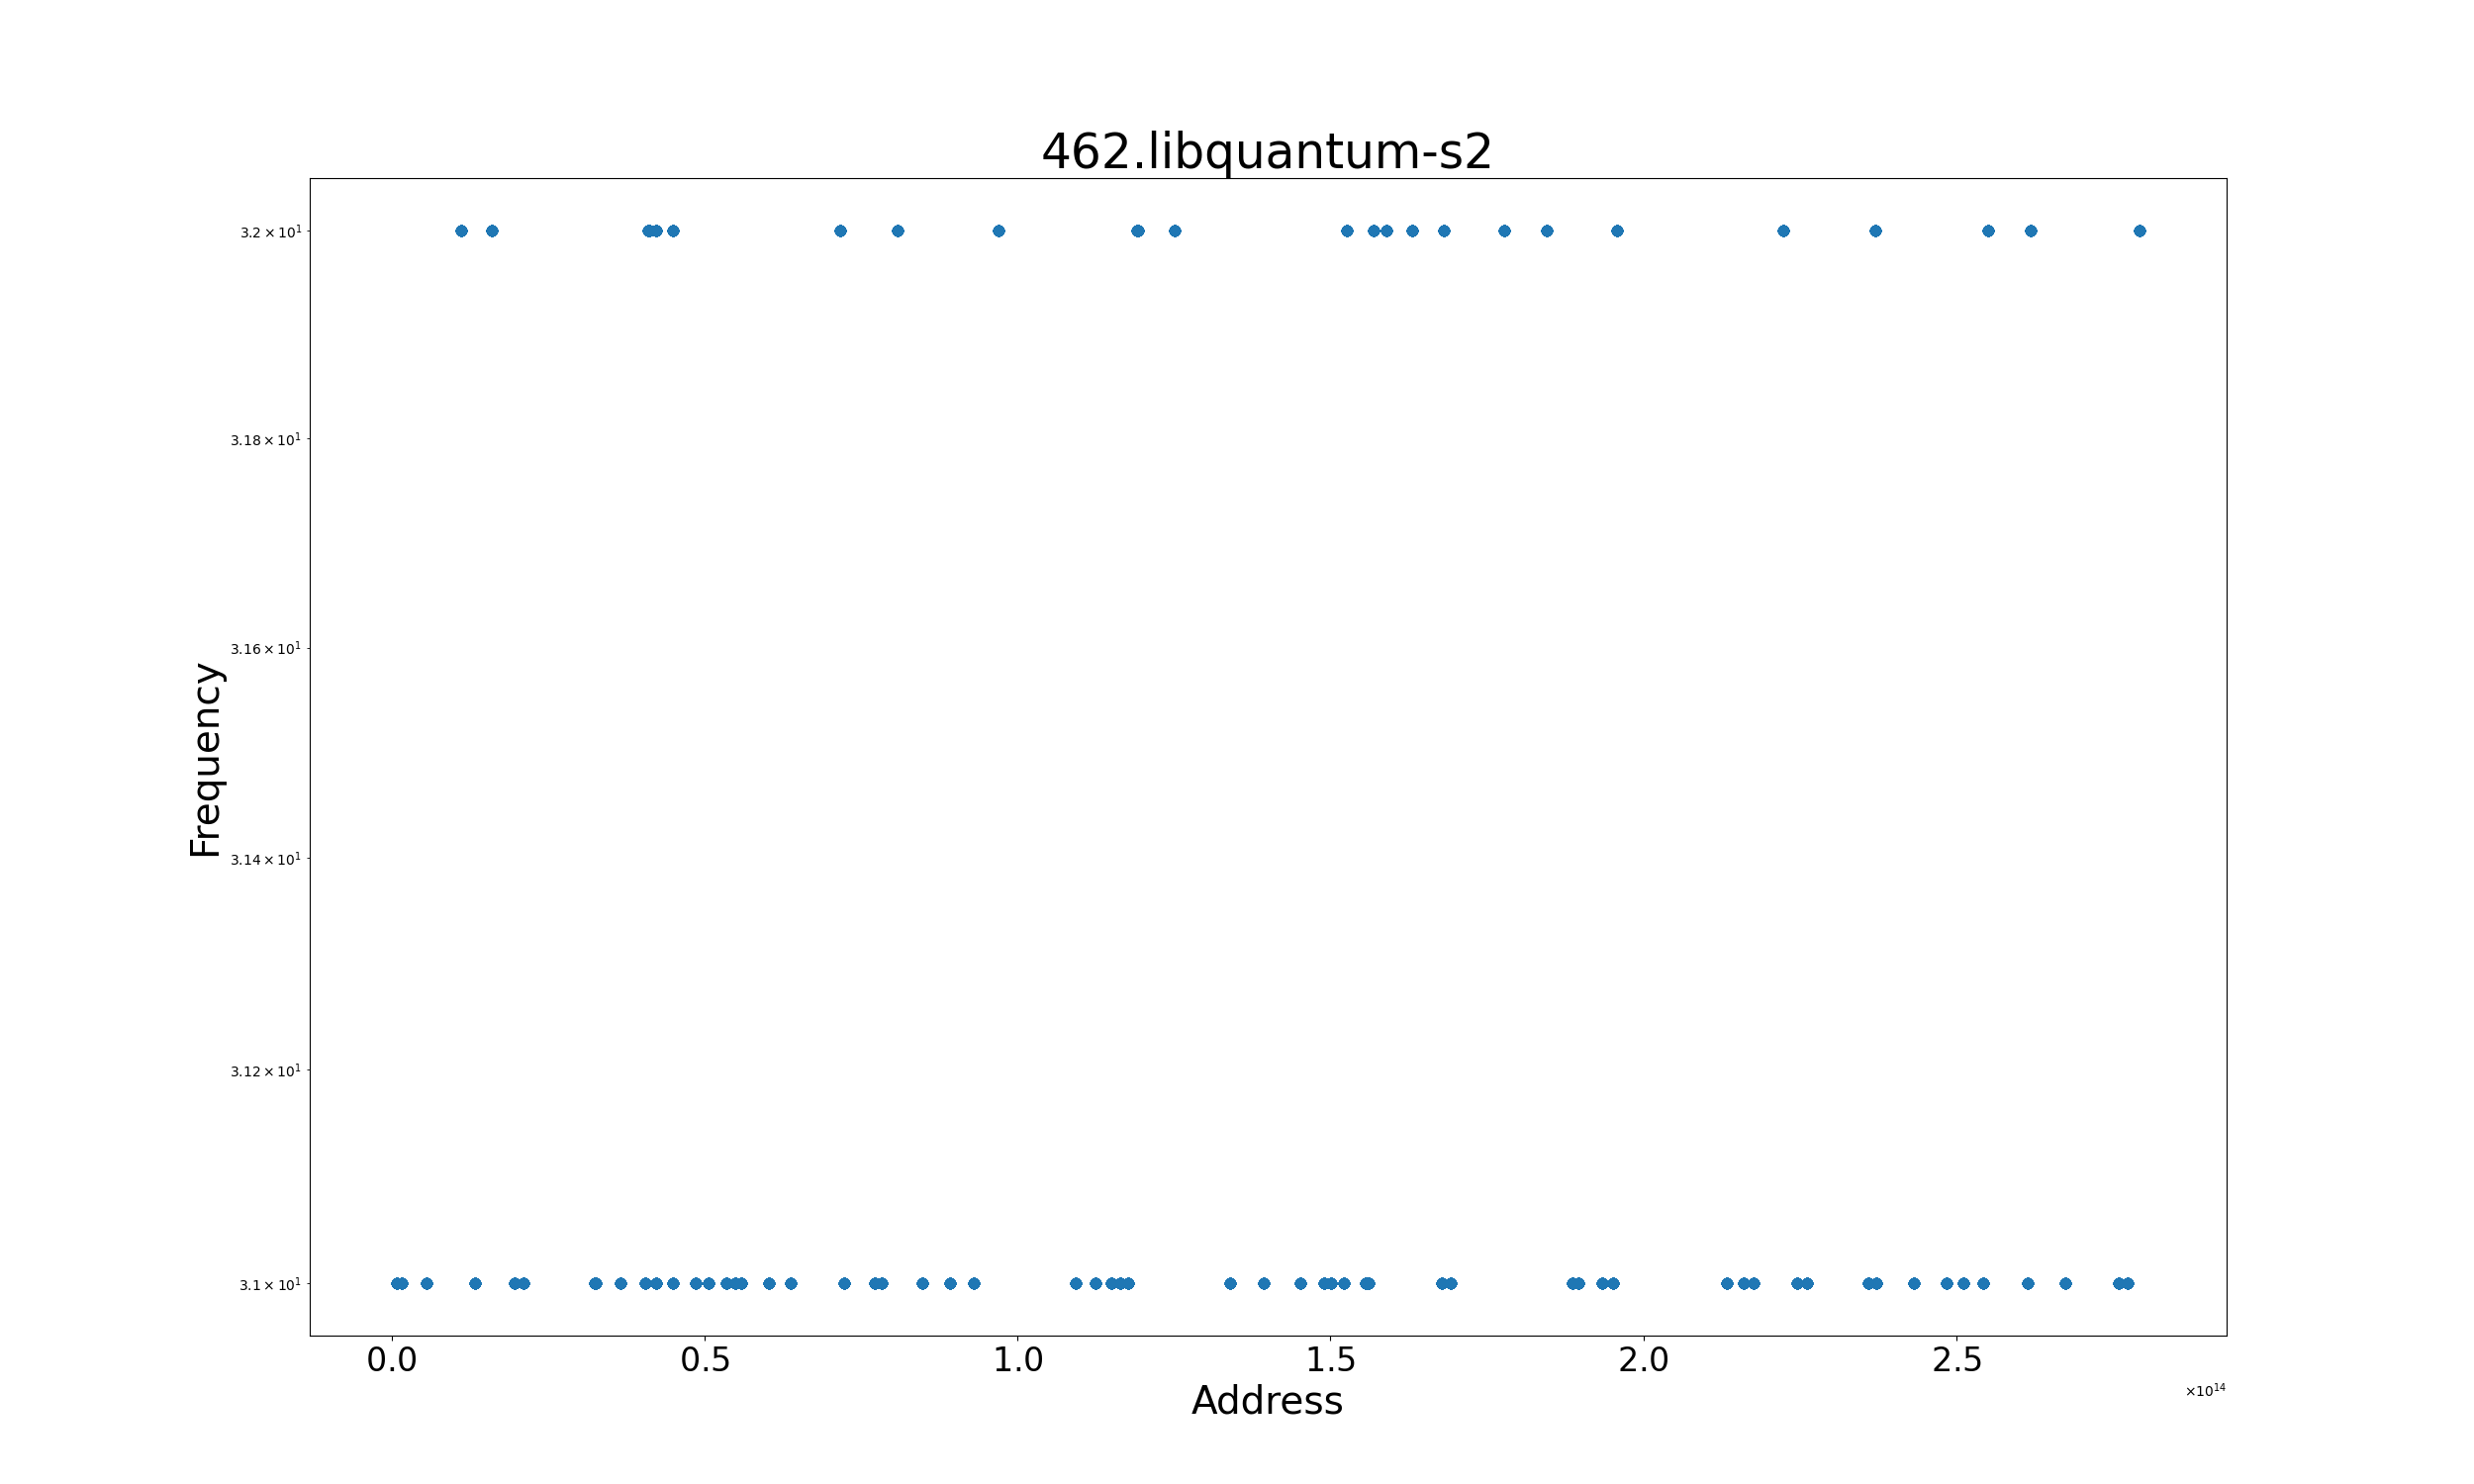 462.libquantum-s2
3.2 × 10¹
3.18 × 10¹
3.16 × 10¹
3.14 × 10¹
3.12 × 10¹
3.1 × 10¹
Frequency
0.0 0.5 1.0 1.5 2.0 2.5
×10¹⁴
Address